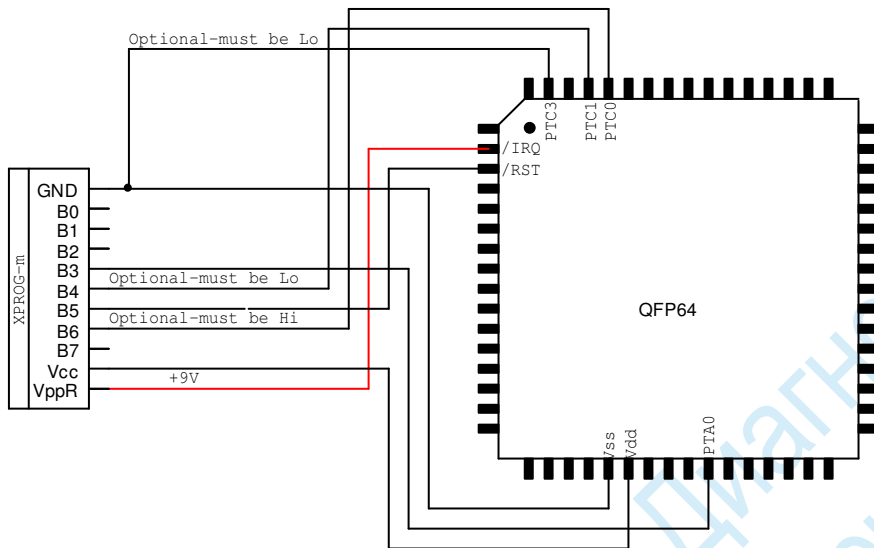 Optional-must be Lo
PTC3
PTC1
PTC0
/IRQ
/RST
XPROG-m
GND
B0
B1
B2
B3
B4
Optional-must be Lo
B5
B6
Optional-must be Hi
B7
Vcc
VppR
+9V
QFP64
Vss
Vdd
PTA0